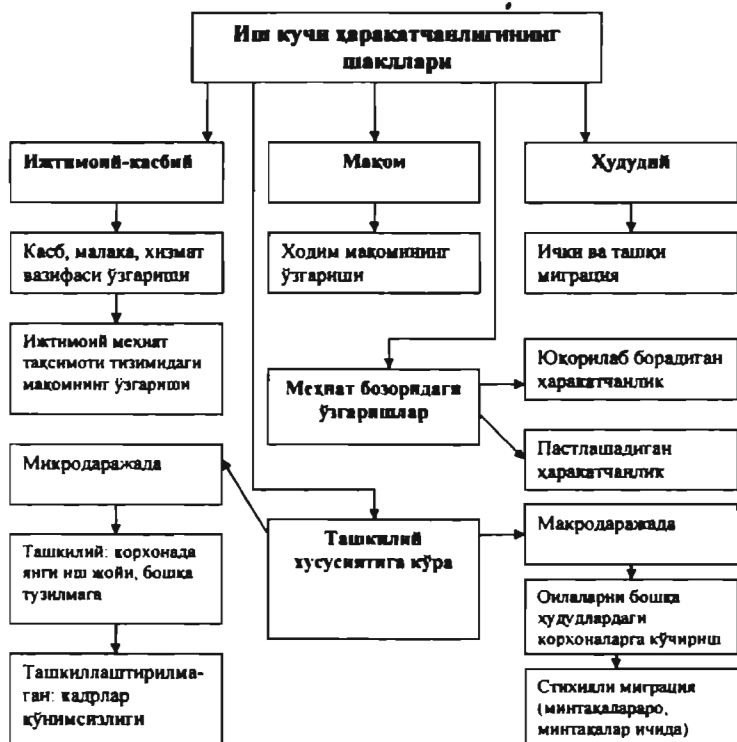 Иш кучи ҳаракатчанлигининг
шакллари
Ижтимоий-касбий
Мақом
Ҳудудий
Касб, малака, хизмат
вазифаси ўзгариши
Ходим мақомининг
ўзгариши
Ички ва ташқи
миграция
Ижтимоий меҳнат
тақсимоти тизимидаги
мақомнинг ўзгариши
Меҳнат бозоридаги
ўзгаришлар
Юқорилаб борадиган
ҳаракатчанлик
Пастлашадиган
ҳаракатчанлик
Микродаражада
Ташкилий
хусусиятига кўра
Макродаражада
Ташкилий: корхонада
янги иш жойи, бошқа
тузилмага
Оилаларни бошқа
ҳудудлардаги
корхоналарга кўчириш
Ташкиллаштирилма-
ган: кадрлар
қўнимсизлиги
Стихияли миграция
(минтақалараро,
минтақалар ичида)